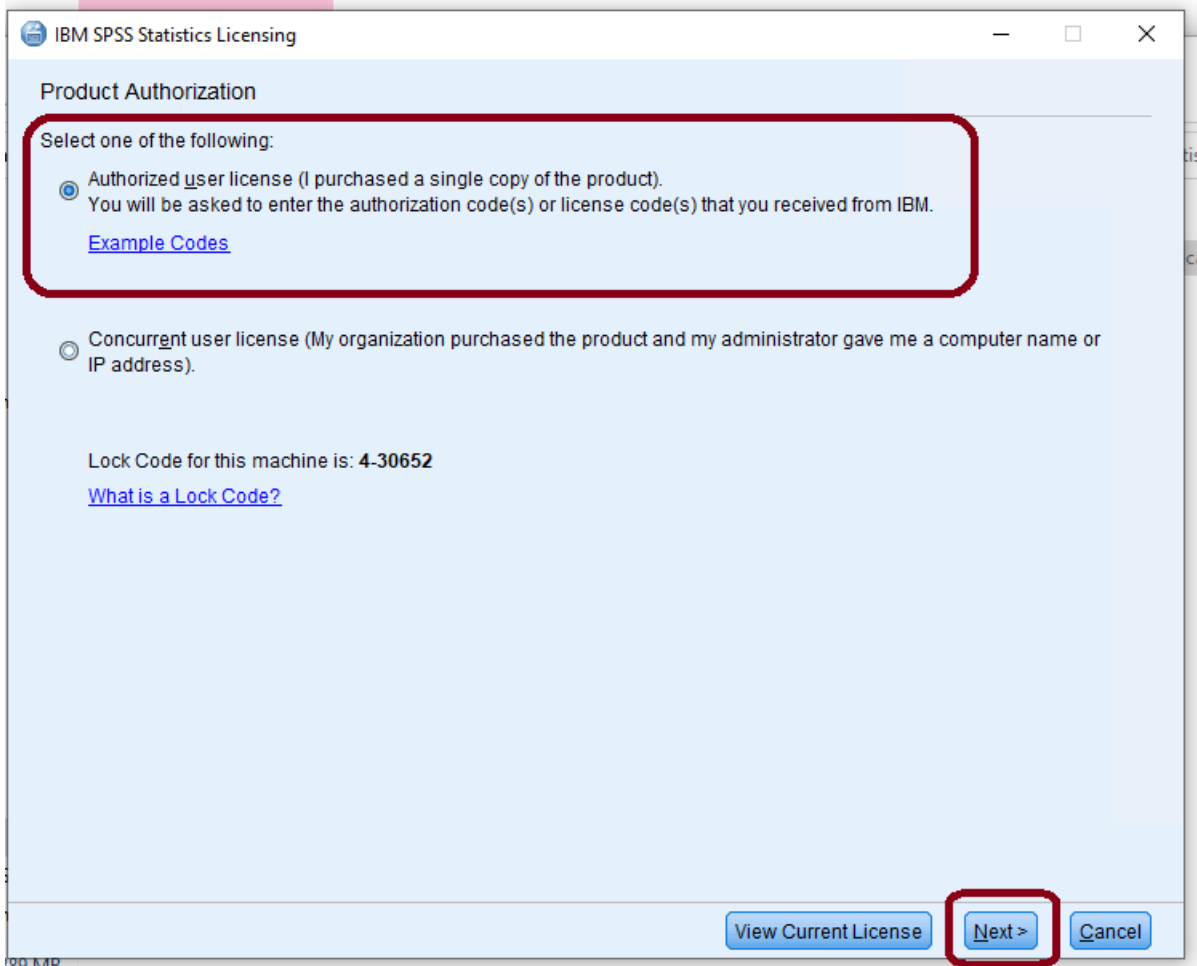 IBM SPSS Statistics Licensing
Product Authorization
Select one of the following:
Authorized user license (I purchased a single copy of the product).
You will be asked to enter the authorization code(s) or license code(s) that you received from IBM.
Example Codes
Concurrent user license (My organization purchased the product and my administrator gave me a computer name or
IP address).
Lock Code for this machine is: 4-30652
What is a Lock Code?
View Current License
Next >
Cancel